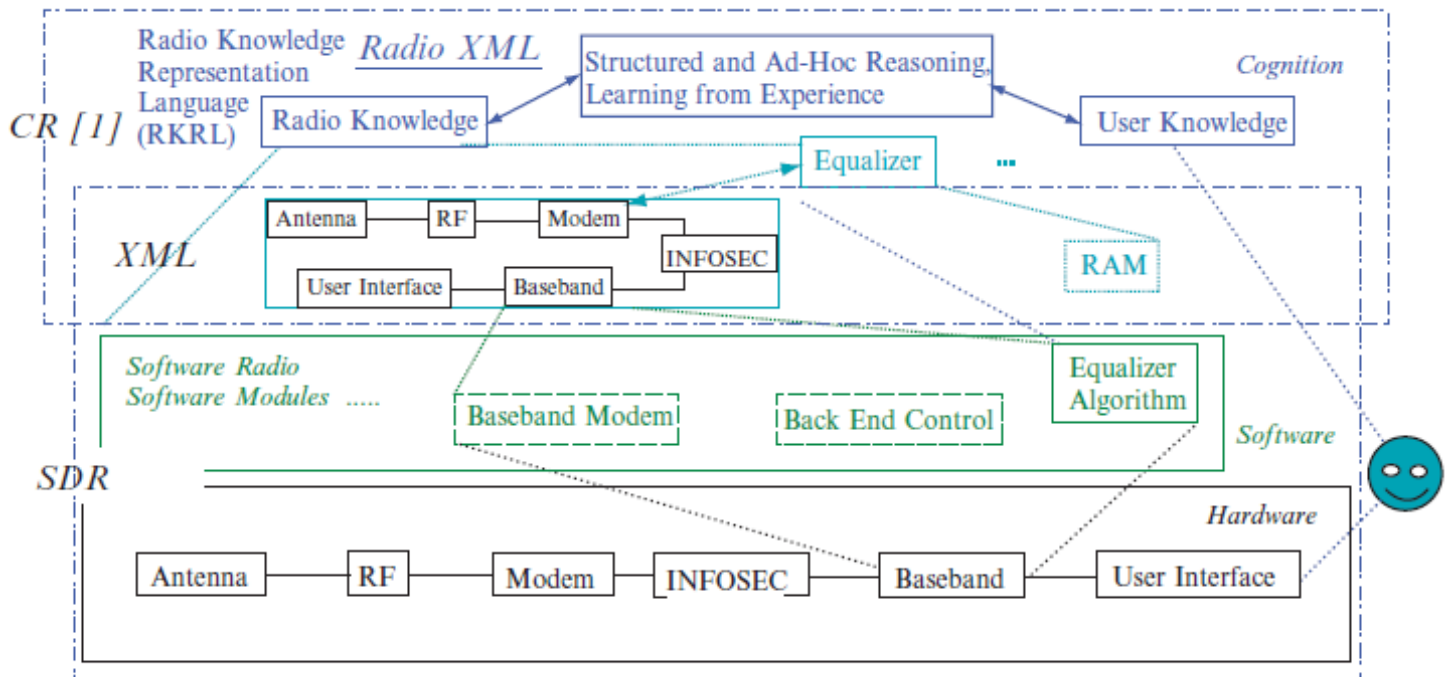 Radio Knowledge
Representation
Language
(RKRL)
Radio XML
Structured and Ad-Hoc Reasoning,
Learning from Experience
Cognition
CR [1]
Radio Knowledge
User Knowledge
Equalizer
...
XML
Antenna
RF
Modem
INFOSEC
User Interface
Baseband
RAM
Software Radio
Software Modules .....
Baseband Modem
Back End Control
Equalizer
Algorithm
Software
SDR
Hardware
Antenna
RF
Modem
INFOSEC
Baseband
User Interface